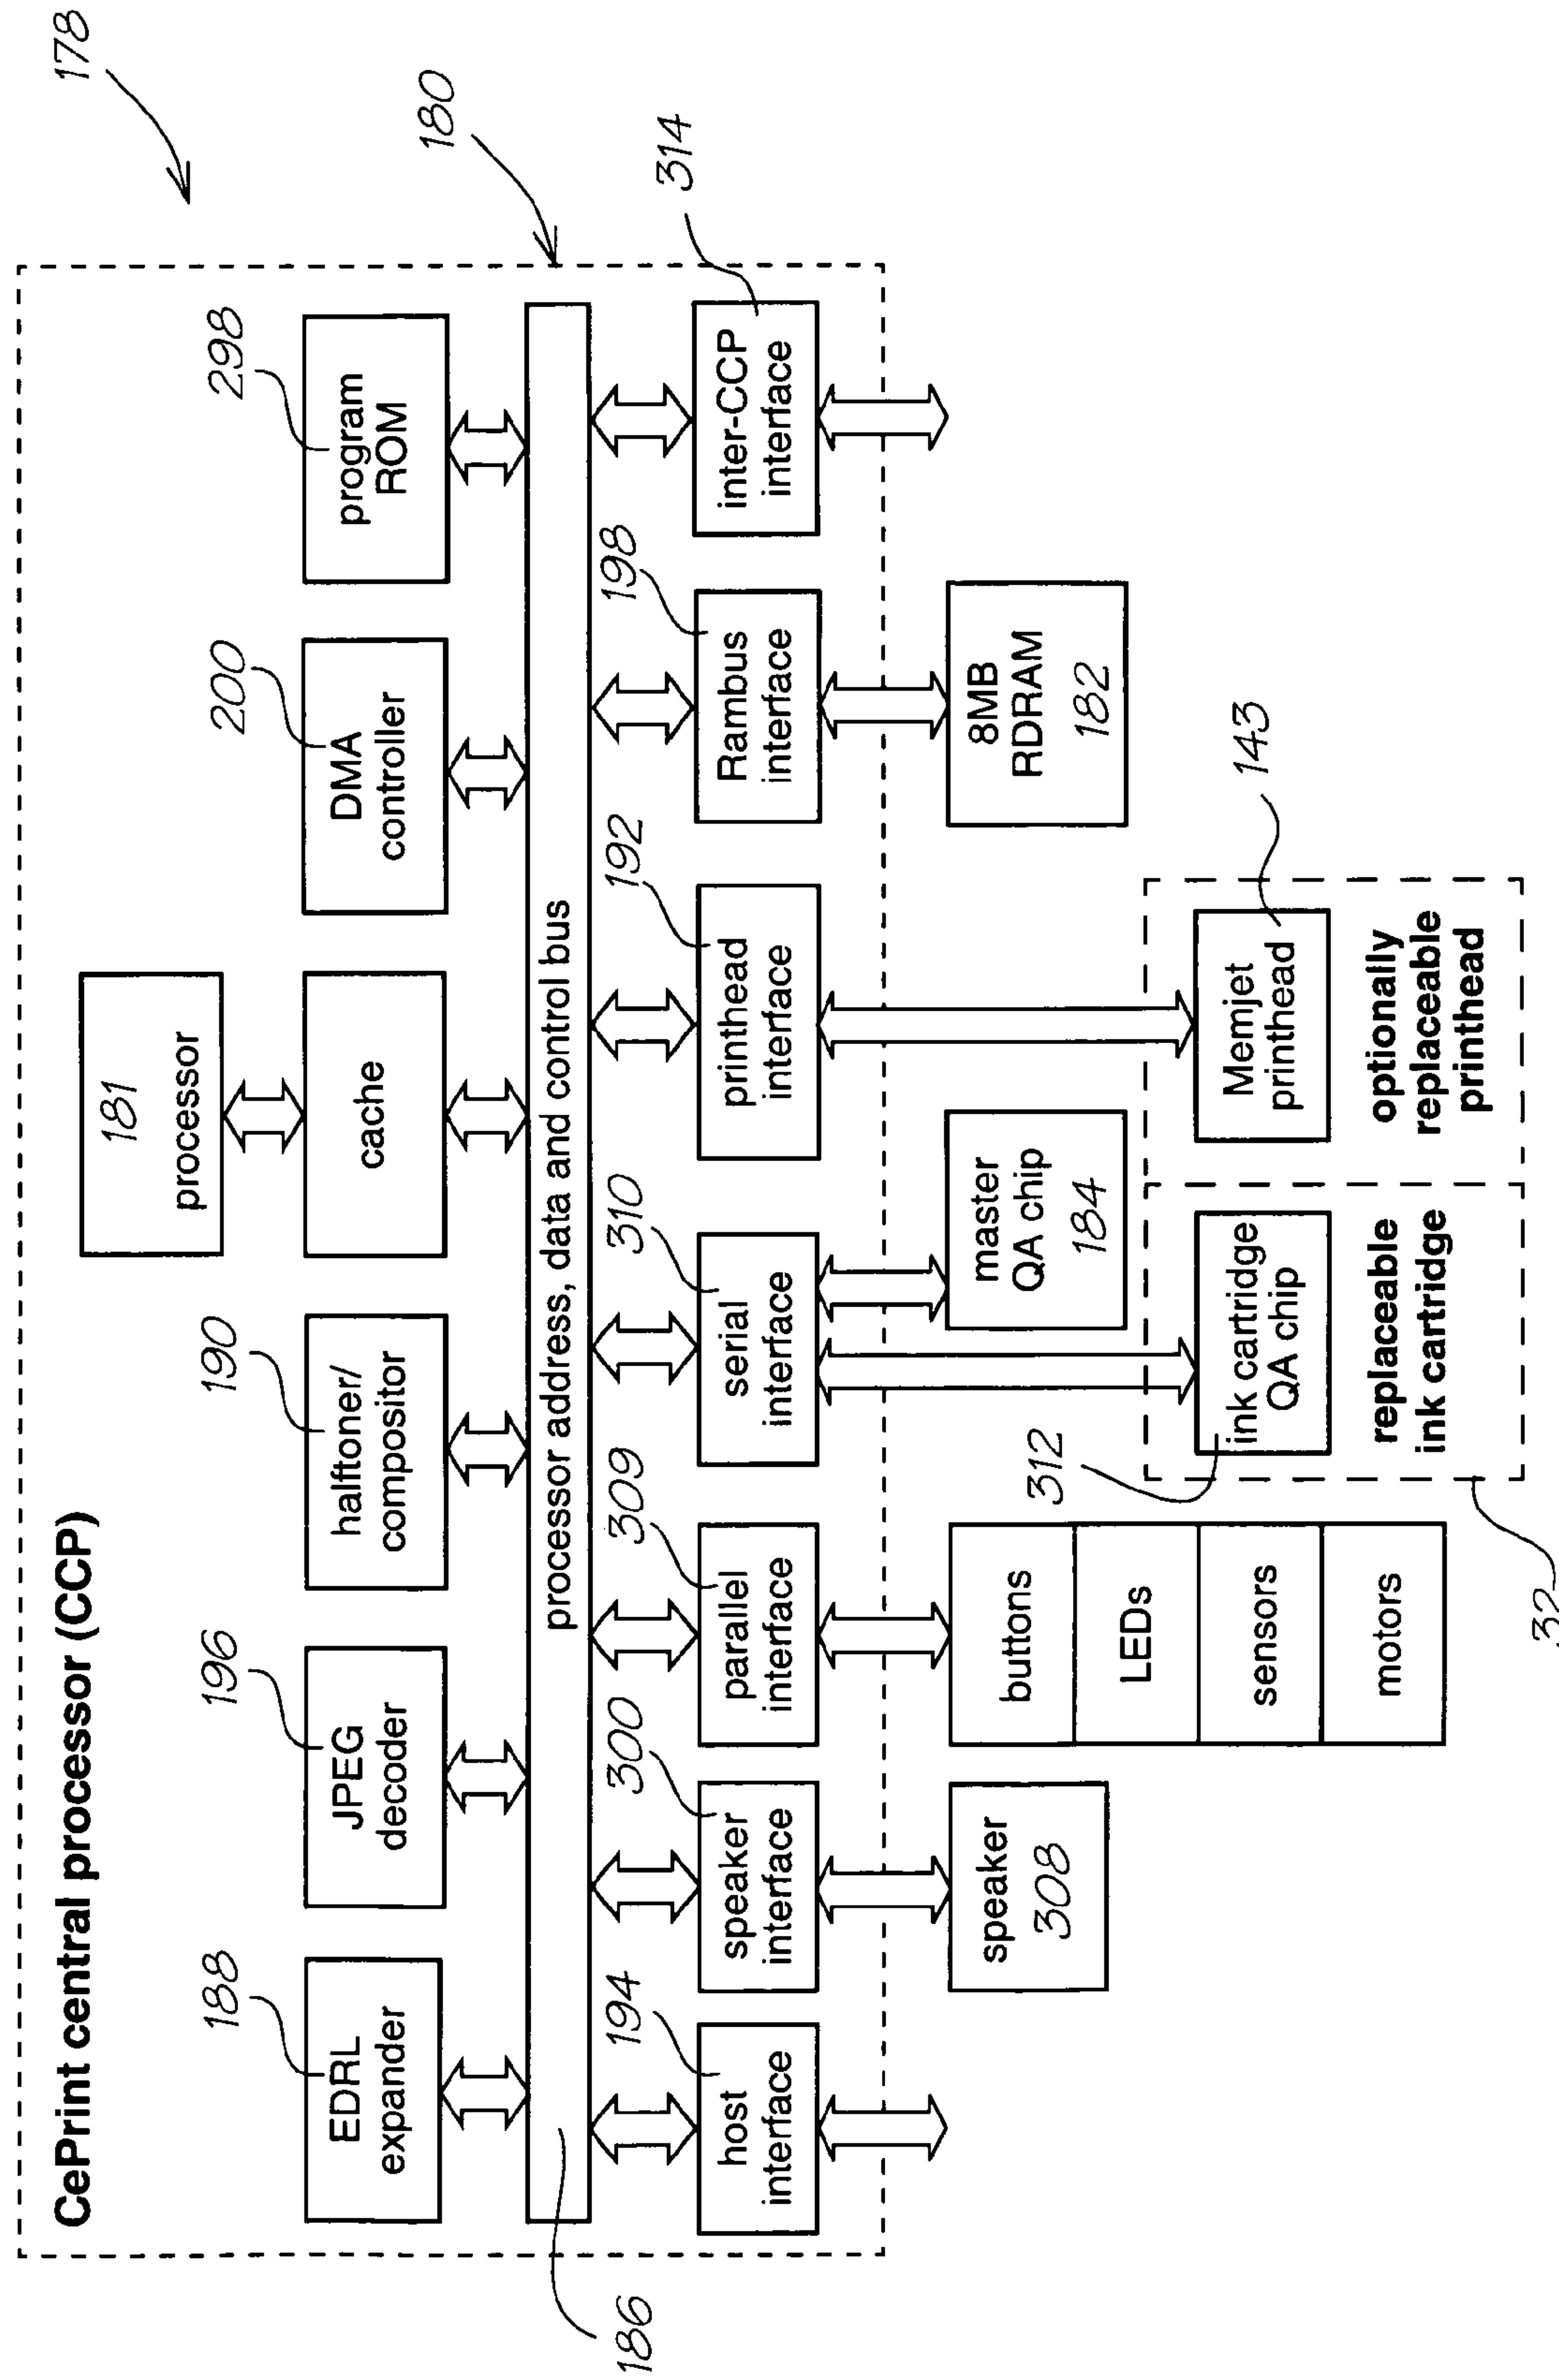 178
CePrint central processor (CCP)
180
181
processor
188
196
190
200
298
EDRL
expander
JPEG
decoder
halftoner/
compositor
cache
DMA
controller
program
ROM
processor address, data and control bus
186
194
300
309
310
192
198
314
host
interface
speaker
interface
parallel
interface
serial
interface
printhead
interface
Rambus
interface
inter-CCP
interface
speaker
308
buttons
LEDs
sensors
motors
master
QA chip
184
8MB
RDRAM
182
312
ink cartridge
QA chip
replaceable
ink cartridge
Memjet
printhead
143
optionally
replaceable
printhead
32